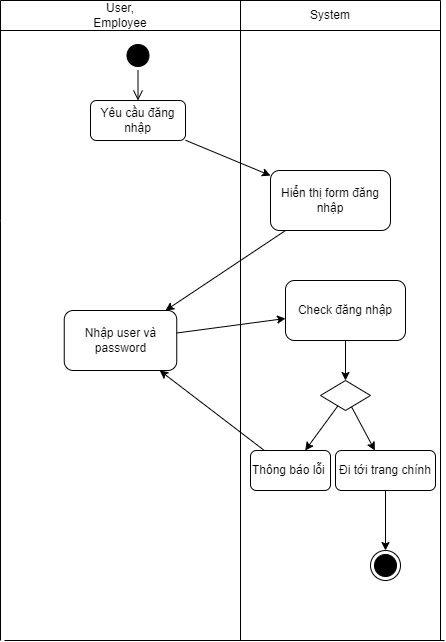 User,
Employee
System
Yêu cầu đăng
nhập
Hiển thị form đăng
nhập
Nhập user và
password
Check đăng nhập
Thông báo lỗi
Đi tới trang chính